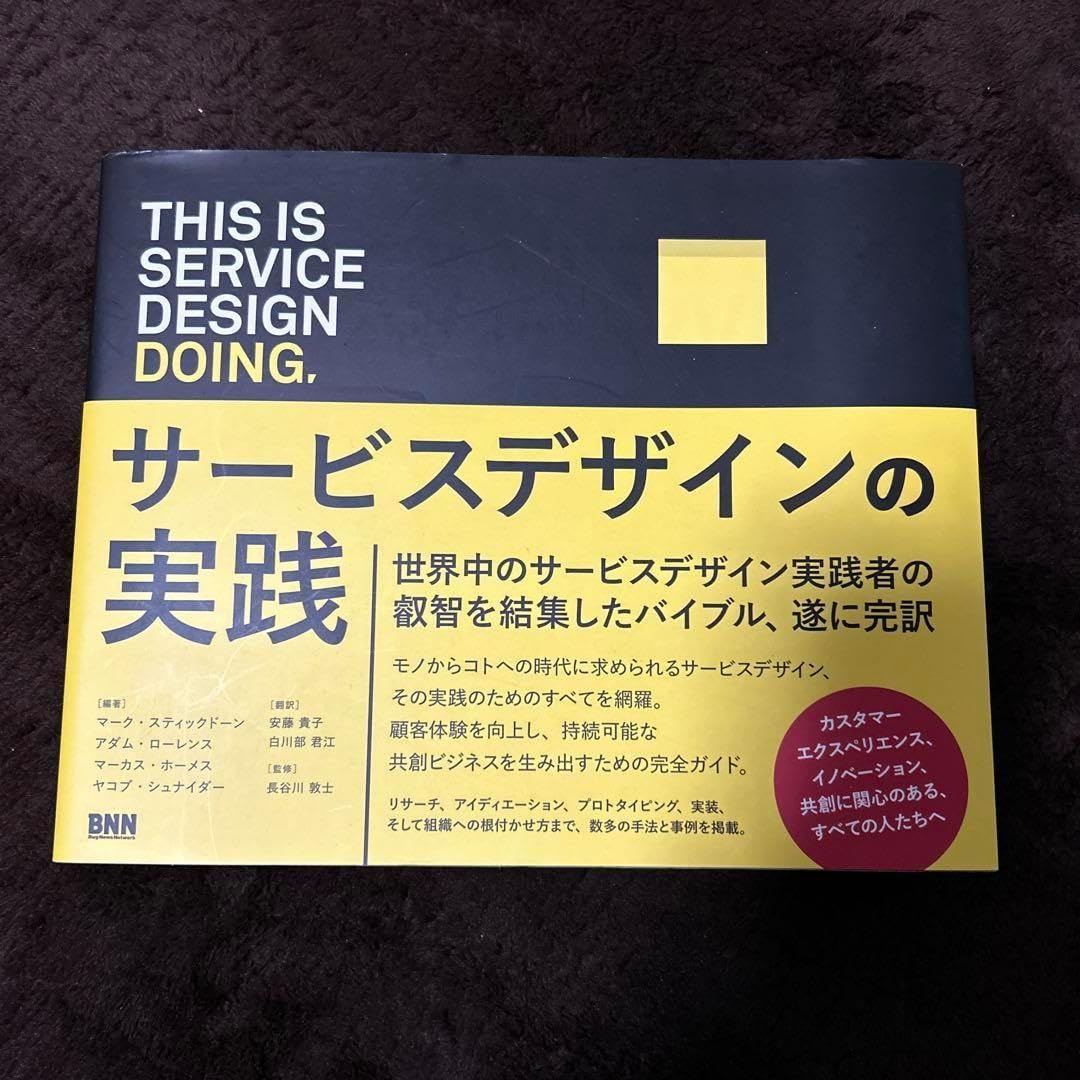 THIS IS
SERVICE
DESIGN
DOING.
サービスデザインの
実践
世界中のサービスデザイン実践者の
叡智を結集したバイブル、遂に完訳
モノからコトへの時代に求められるサービスデザイン、
その実践のためのすべてを網羅。
顧客体験を向上し、持続可能な
共創ビジネスを生み出すための完全ガイド。
リサーチ、アイディエーション、プロトタイピング、実装、
そして組織への根付かせ方まで、数多の手法と事例を掲載。
[編著]
マーク・スティックドーン
アダム・ローレンス
マーカス・ホーメス
ヤコブ・シュナイダー
[翻訳]
安藤 貴子
白川部 君江
[監修]
長谷川 敦士
BNN
Bug News Network
カスタマー
エクスペリエンス、
イノベーション、
共創に関心のある、
すべての人たちへ